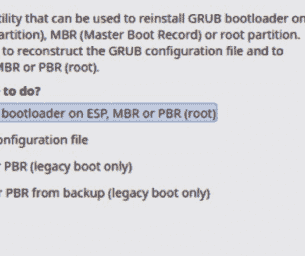 tility that can be used to reinstall GRUB bootloader on
artition), MBR (Master Boot Record) or root partition.
to reconstruct the GRUB configuration file and to
MBR or PBR (root).
to do?
bootloader on ESP, MBR or PBR (root)
onfiguration file
PBR (legacy boot only)
r PBR from backup (legacy boot only)